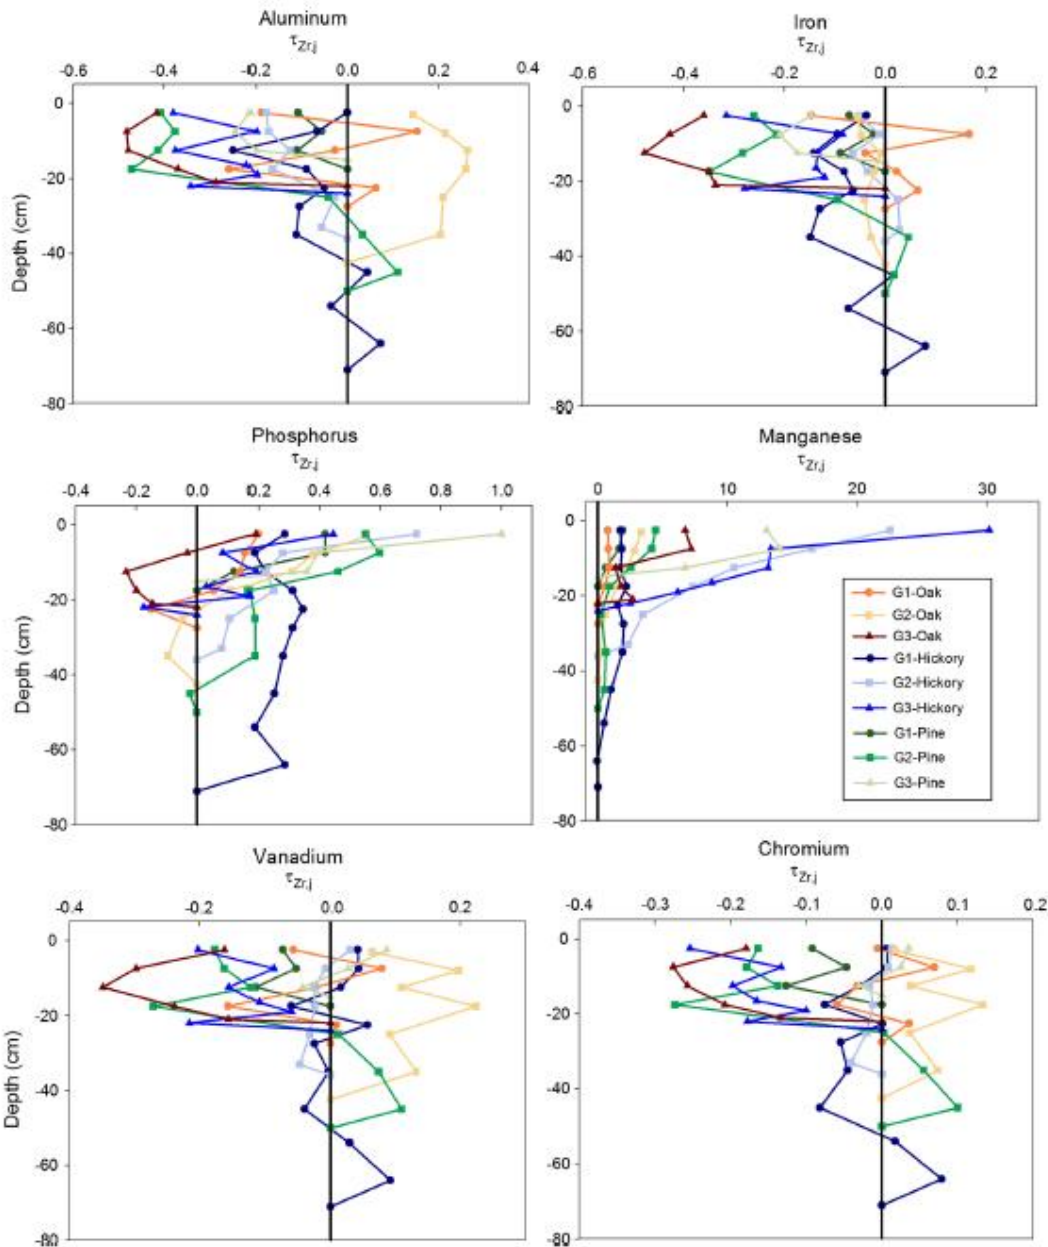 Aluminum
τZr,j
-0.6 -0.4 -0.2 0.0 0.2 0.4
0
-20
-40
-60
-80
Depth (cm)
Iron
τZr,j
-0.6 -0.4 -0.2 0.0 0.2
0
-20
-40
-60
-80
Phosphorus
τZr,j
-0.4 -0.2 0.0 0.2 0.4 0.6 0.8 1.0
0
-20
-40
-60
-80
Depth (cm)
Manganese
τZr,j
0 10 20 30
0
-20
-40
-60
-80
G1-Oak
G2-Oak
G3-Oak
G1-Hickory
G2-Hickory
G3-Hickory
G1-Pine
G2-Pine
G3-Pine
Vanadium
τZr,j
-0.4 -0.2 0.0 0.2
0
-20
-40
-60
-80
Depth (cm)
Chromium
τZr,j
-0.4 -0.3 -0.2 -0.1 0.0 0.1 0.2
0
-20
-40
-60
-80